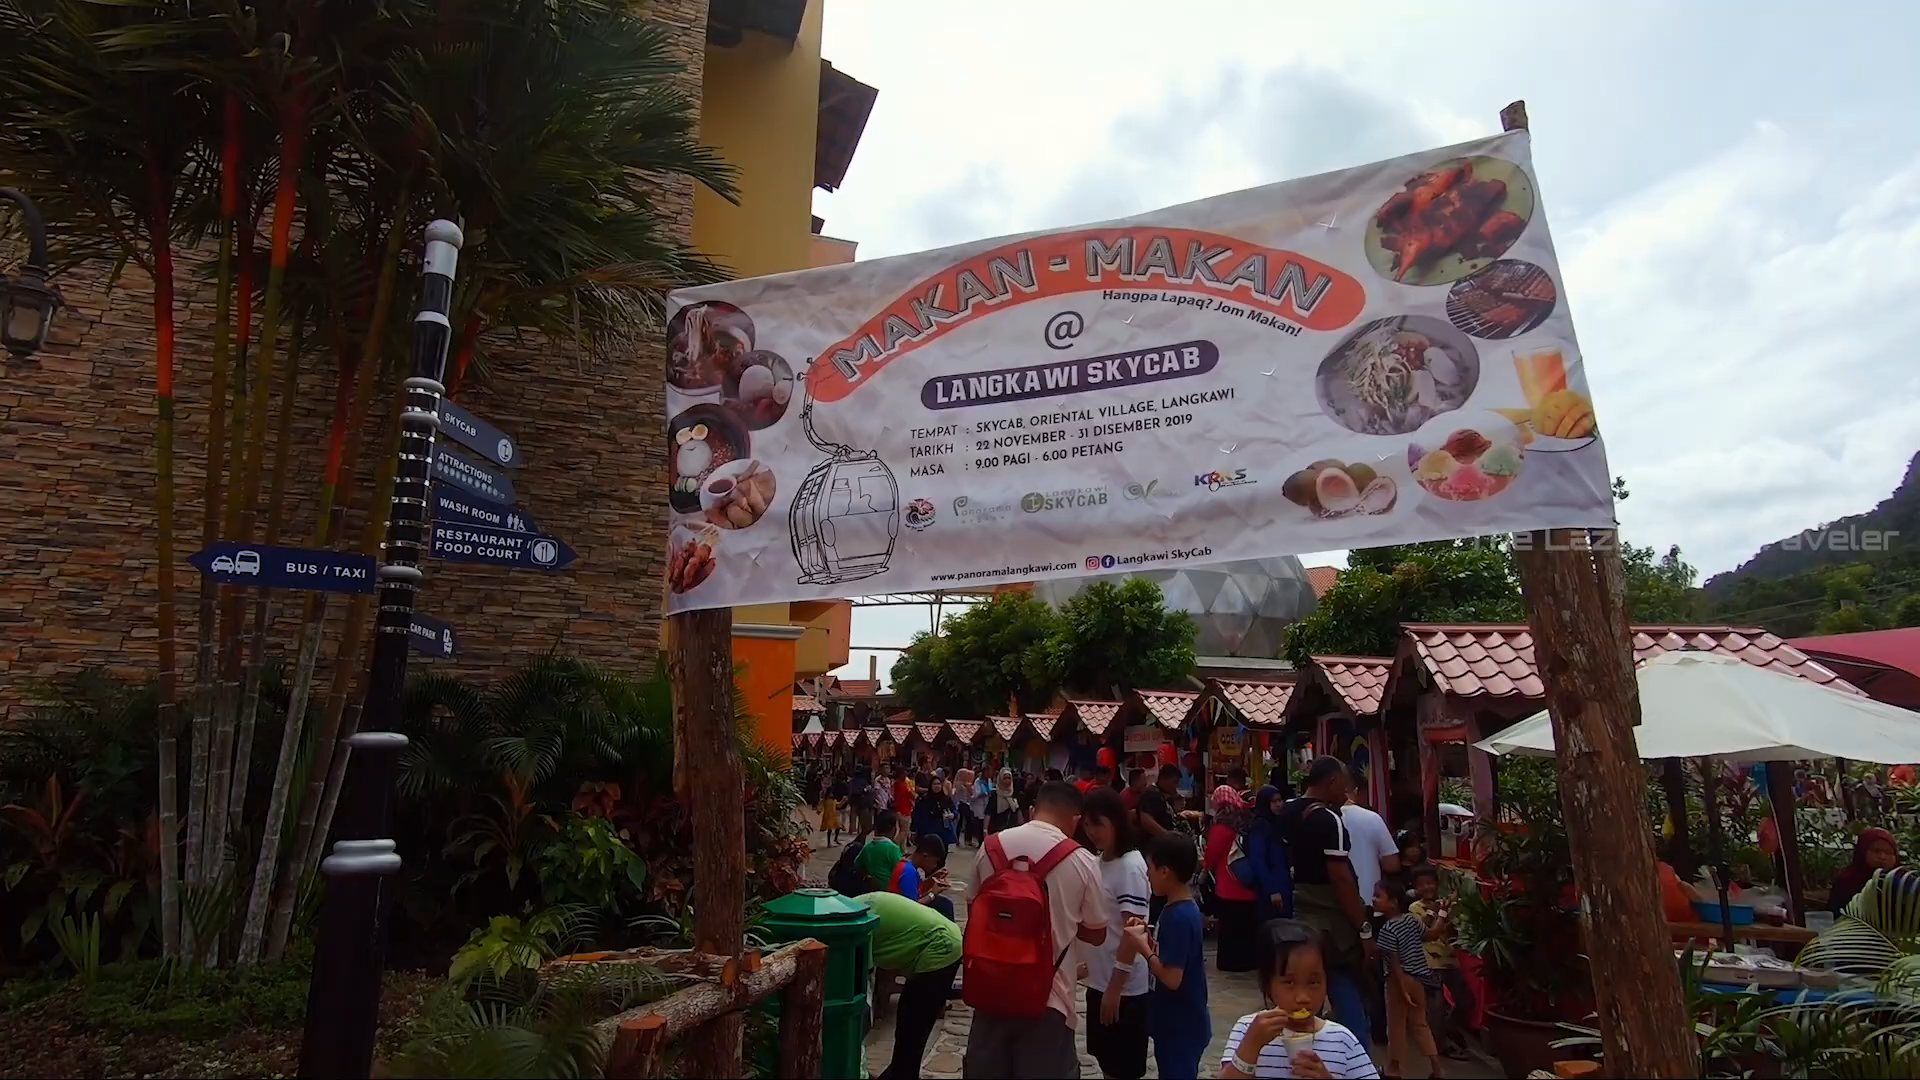 MAKAN - MAKAN
Hangpa Lapaq? Jom Makan!
@
LANGKAWI SKYCAB
TEMPAT : SKYCAB, ORIENTAL VILLAGE, LANGKAWI
TARIKH : 22 NOVEMBER - 31 DISEMBER 2019
MASA : 9.00 PAGI - 6.00 PETANG
Panorama
Langkawi
SKYCAB
www.panoramalangkawi.com Langkawi SkyCab
SKYCAB
ATTRACTIONS
WASH ROOM
RESTAURANT /
FOOD COURT
BUS / TAXI
CAR PARK